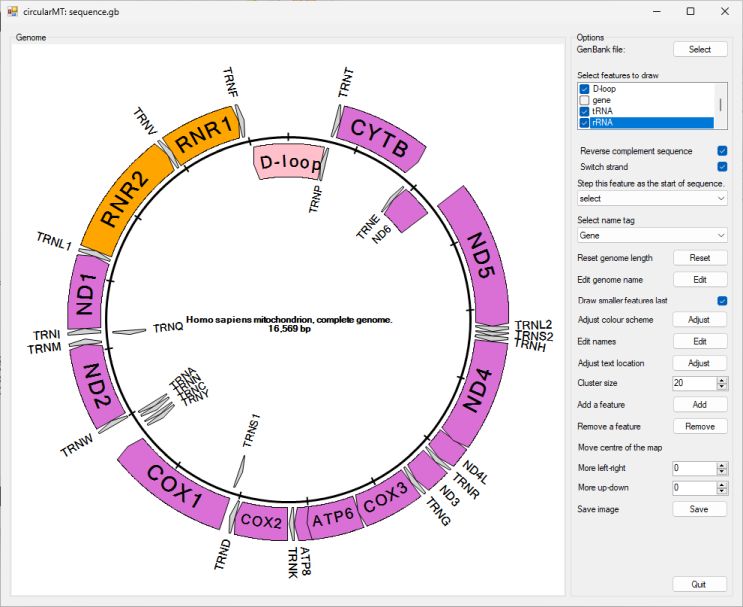 circularMT: sequence.gb
Genome
TRNF
TRNT
TRNV
RNR1
CYTB
D-loop
TRNP
RNR2
TRNE
ND6
TRNL1
ND5
ND1
Homo sapiens mitochondrion, complete genome.
16,569 bp
TRNQ
TRNI
TRNM
TRNL2
TRNS2
TRNH
ND2
TRNA
TRNN
TRNC
TRNY
ND4
TRNW
TRNS1
COX1
ND4L
TRNR
ND3
TRNG
COX3
ATP6
COX2
TRND
TRNK
ATP8
Options
GenBank file:
Select
Select features to draw
D-loop
gene
tRNA
rRNA
Reverse complement sequence
Switch strand
Step this feature as the start of sequence.
select
Select name tag
Gene
Reset genome length
Reset
Edit genome name
Edit
Draw smaller features last
Adjust colour scheme
Adjust
Edit names
Edit
Adjust text location
Adjust
Cluster size
20
Add a feature
Add
Remove a feature
Remove
Move centre of the map
More left-right
0
More up-down
0
Save image
Save
Quit